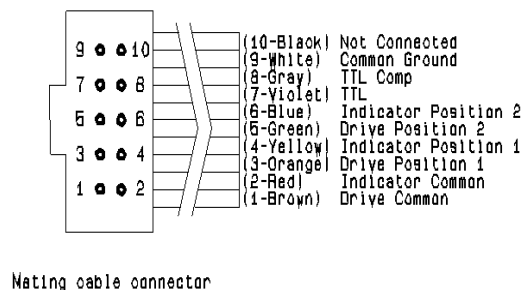 9 10 (10-Black) Not Connected
(9-White) Common Ground
7 8 (8-Gray) TTL Comp
(7-Violet) TTL
5 6 (6-Blue) Indicator Position 2
(5-Green) Drive Position 2
3 4 (4-Yellow) Indicator Position 1
(3-Orange) Drive Position 1
1 2 (2-Red) Indicator Common
(1-Brown) Drive Common
Mating cable connector